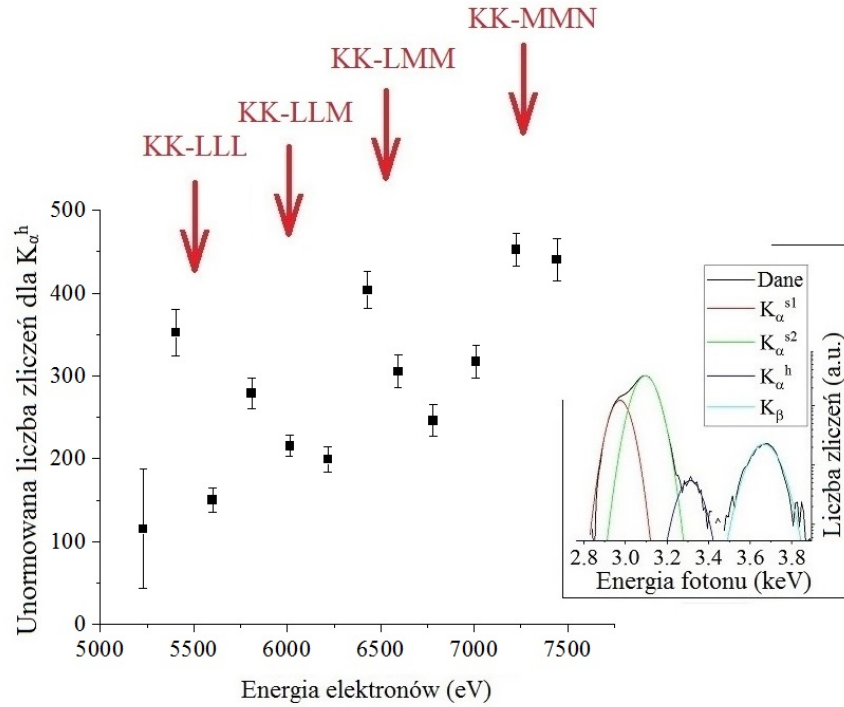 KK-MMN
KK-LMM
KK-LLM
KK-LLL
Unormowana liczba zliczeń dla Kαʰ
500
400
300
200
100
0
5000
5500
6000
6500
7000
7500
Energia elektronów (eV)
Dane
Kαˢ¹
Kαˢ²
Kαʰ
Kᵦ
Liczba zliczeń (a.u.)
2.8
3.0
3.2
3.4
3.6
3.8
Energia fotonu (keV)